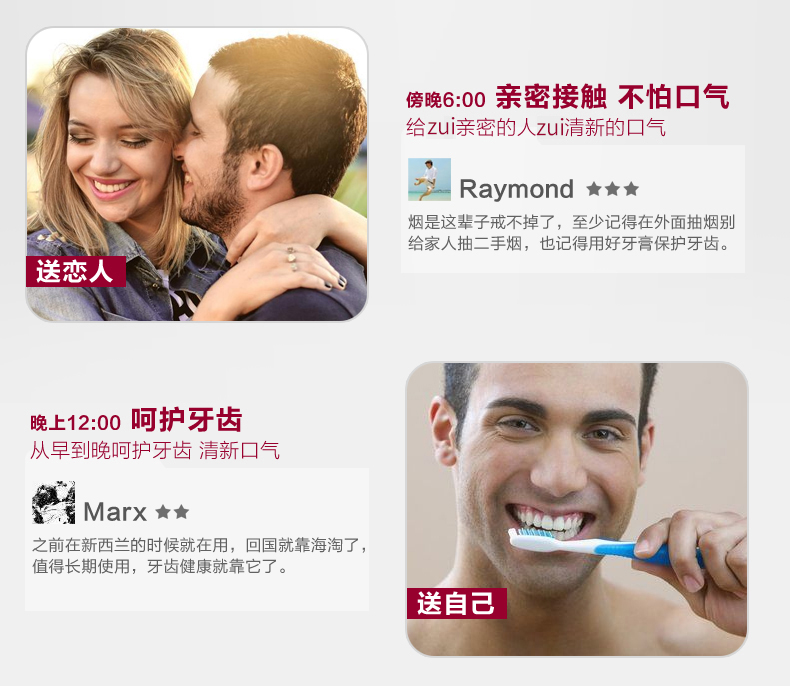 傍晚6:00 亲密接触 不怕口气
给zui亲密的人zui清新的口气
Raymond ★★★
烟是这辈子戒不掉了，至少记得在外面抽烟别
给家人抽二手烟，也记得用好牙膏保护牙齿。
送恋人
晚上12:00 呵护牙齿
从早到晚呵护牙齿 清新口气
Marx ★★
之前在新西兰的时候就在用，回国就靠海淘了，
值得长期使用，牙齿健康就靠它了。
送自己